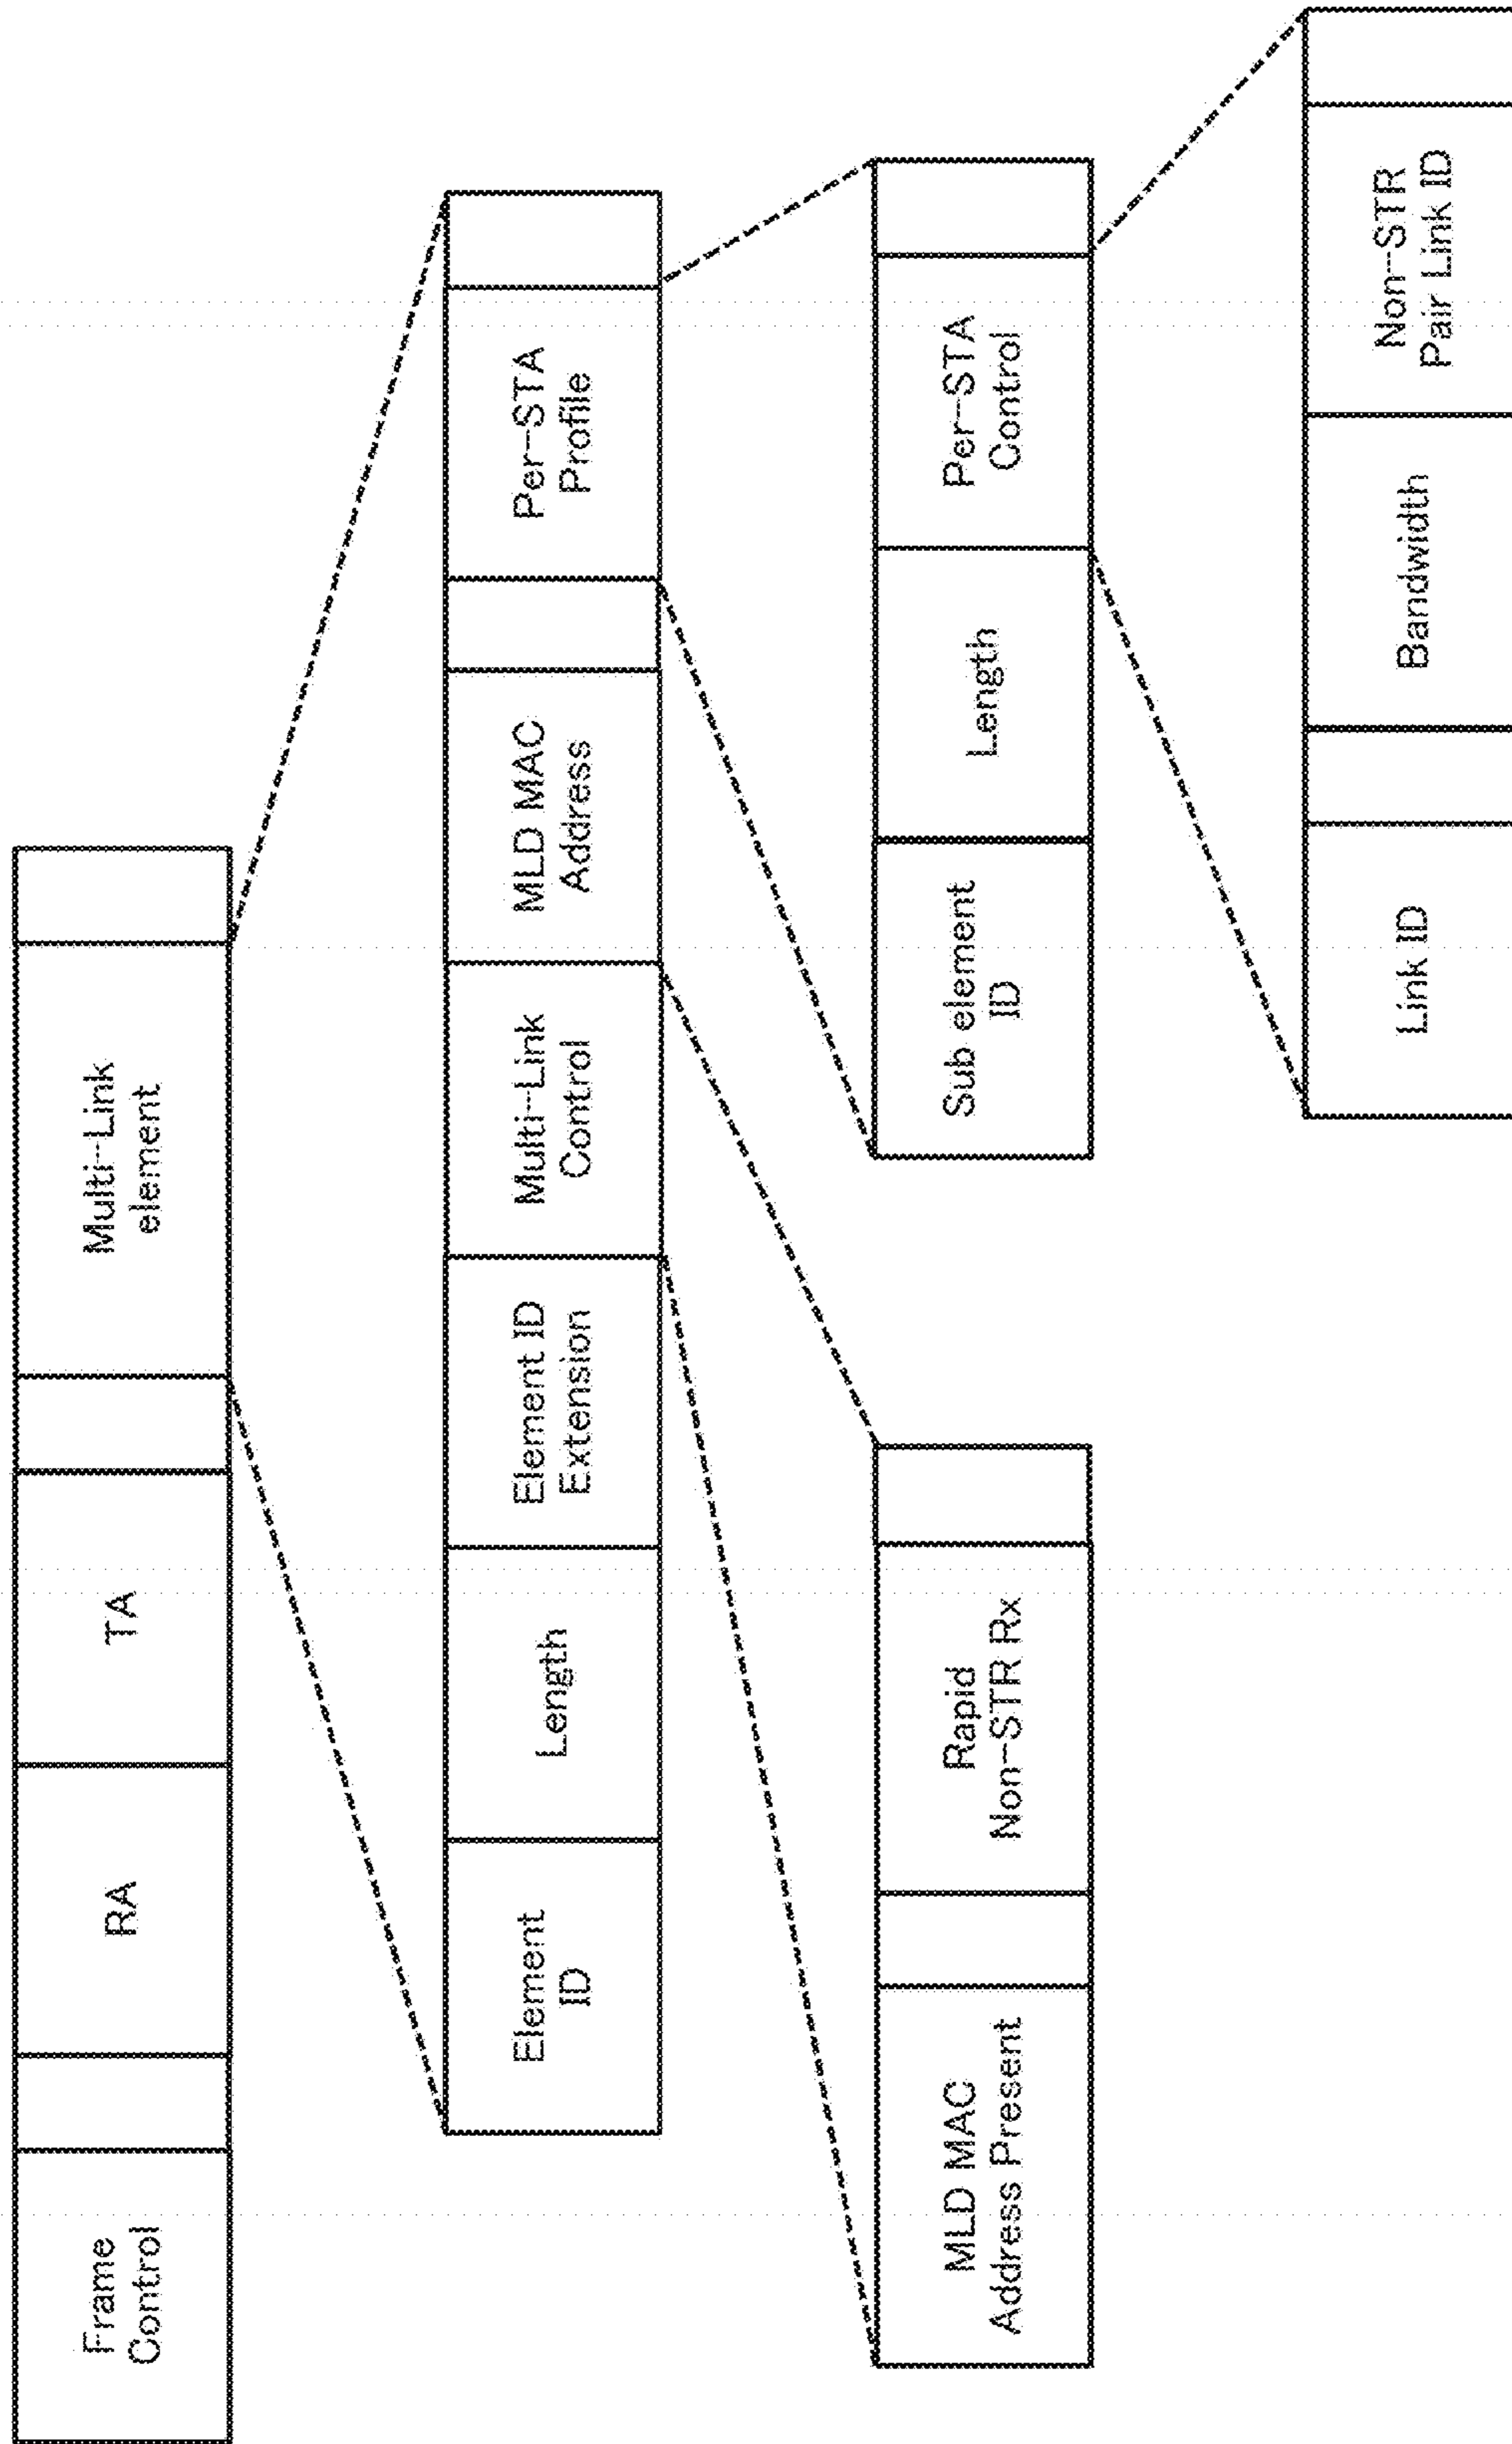 Frame
Control
RA
TA
Multi-Link
element
Element
ID
Length
Element ID
Extension
Multi-Link
Control
MLD MAC
Address
Per-STA
Profile
MLD MAC
Address Present
Rapid
Non-STR Rx
Sub element
ID
Length
Per-STA
Control
Link ID
Bandwidth
Non-STR
Pair Link ID